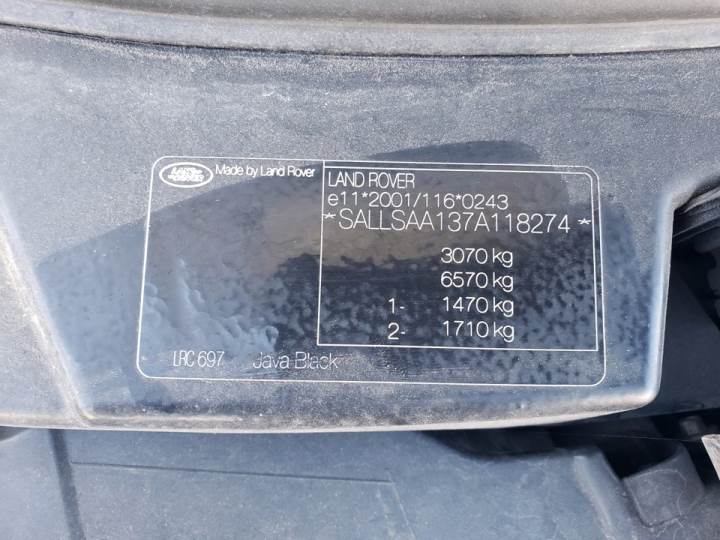 LAND ROVER
Made by Land Rover
LAND ROVER
e11*2001/116*0243
*SALLSAA137A118274*
3070 kg
6570 kg
1- 1470 kg
2- 1710 kg
LRC 697 Java Black